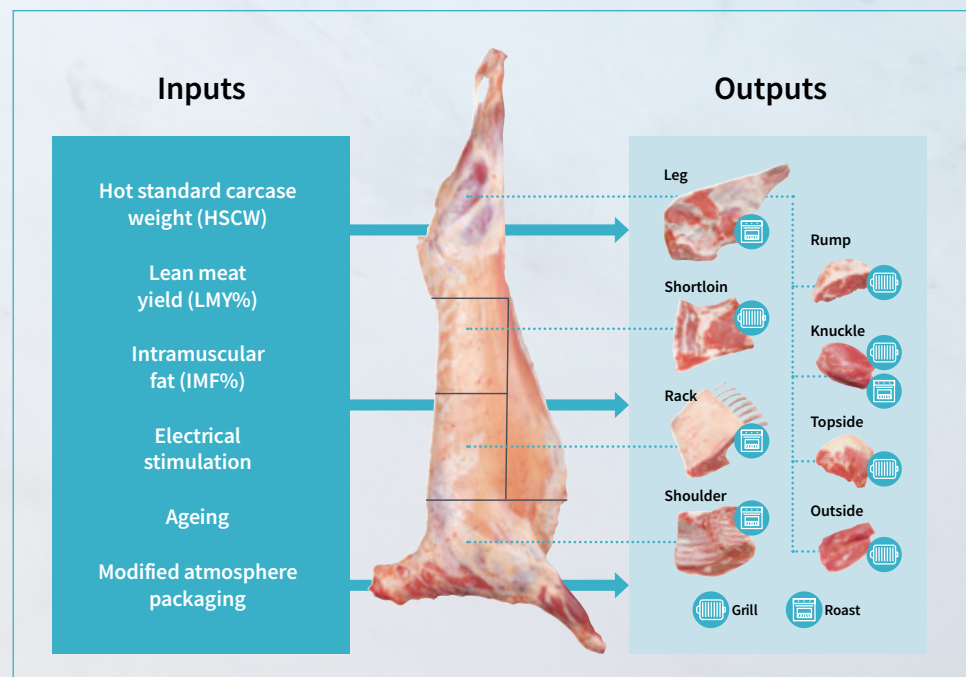 Inputs
Hot standard carcase
weight (HSCW)
Lean meat
yield (LMY%)
Intramuscular
fat (IMF%)
Electrical
stimulation
Ageing
Modified atmosphere
packaging
Outputs
Leg
Shortloin
Rack
Shoulder
Rump
Knuckle
Topside
Outside
Grill
Roast